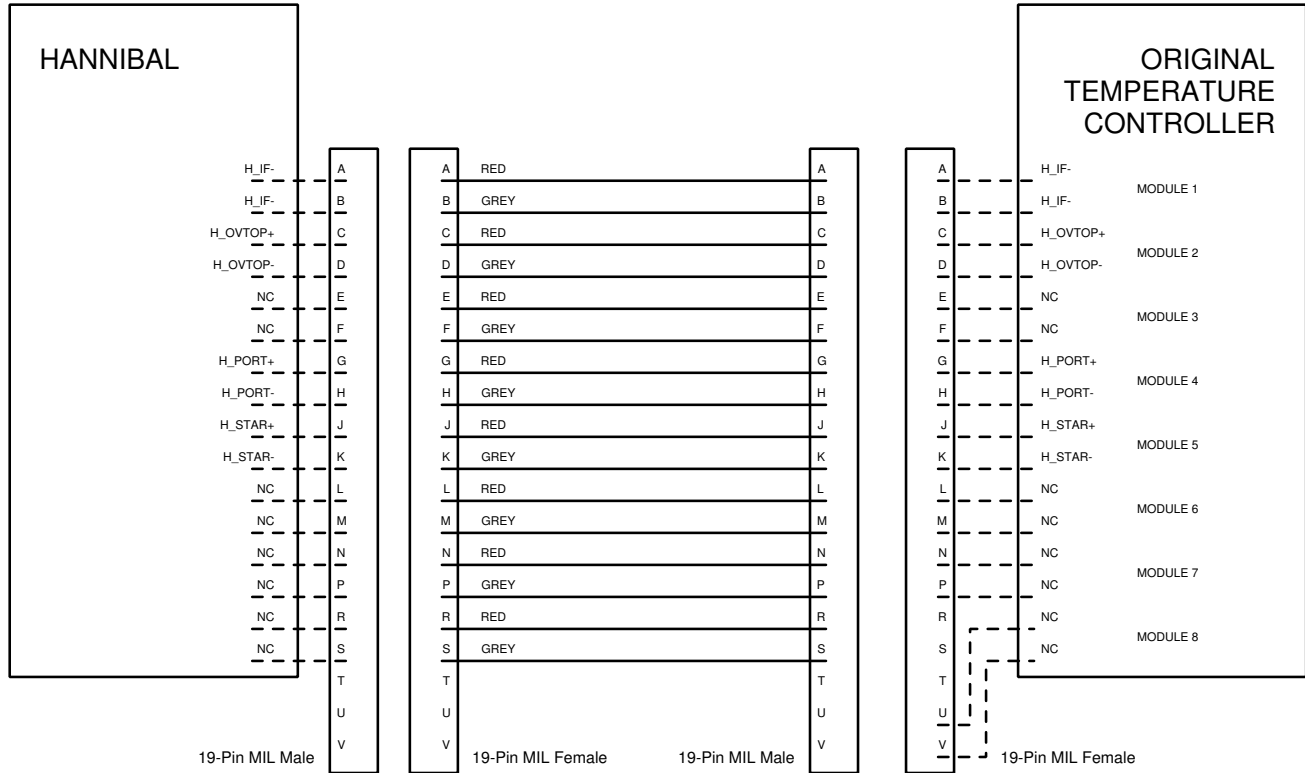 HANNIBAL
ORIGINAL
TEMPERATURE
CONTROLLER
H_IF- A A RED A A H_IF-
MODULE 1
H_IF- B B GREY B B H_IF-
H_OVTOP+ C C RED C C H_OVTOP+
MODULE 2
H_OVTOP- D D GREY D D H_OVTOP-
NC E E RED E E NC
MODULE 3
NC F F GREY F F NC
H_PORT+ G G RED G G H_PORT+
MODULE 4
H_PORT- H H GREY H H H_PORT-
H_STAR+ J J RED J J H_STAR+
MODULE 5
H_STAR- K K GREY K K H_STAR-
NC L L RED L L NC
MODULE 6
NC M M GREY M M NC
NC N N RED N N NC
MODULE 7
NC P P GREY P P NC
NC R R RED R R NC
MODULE 8
NC S S GREY S S NC
T T T T
U U U U
V V V V
19-Pin MIL Male 19-Pin MIL Female 19-Pin MIL Male 19-Pin MIL Female